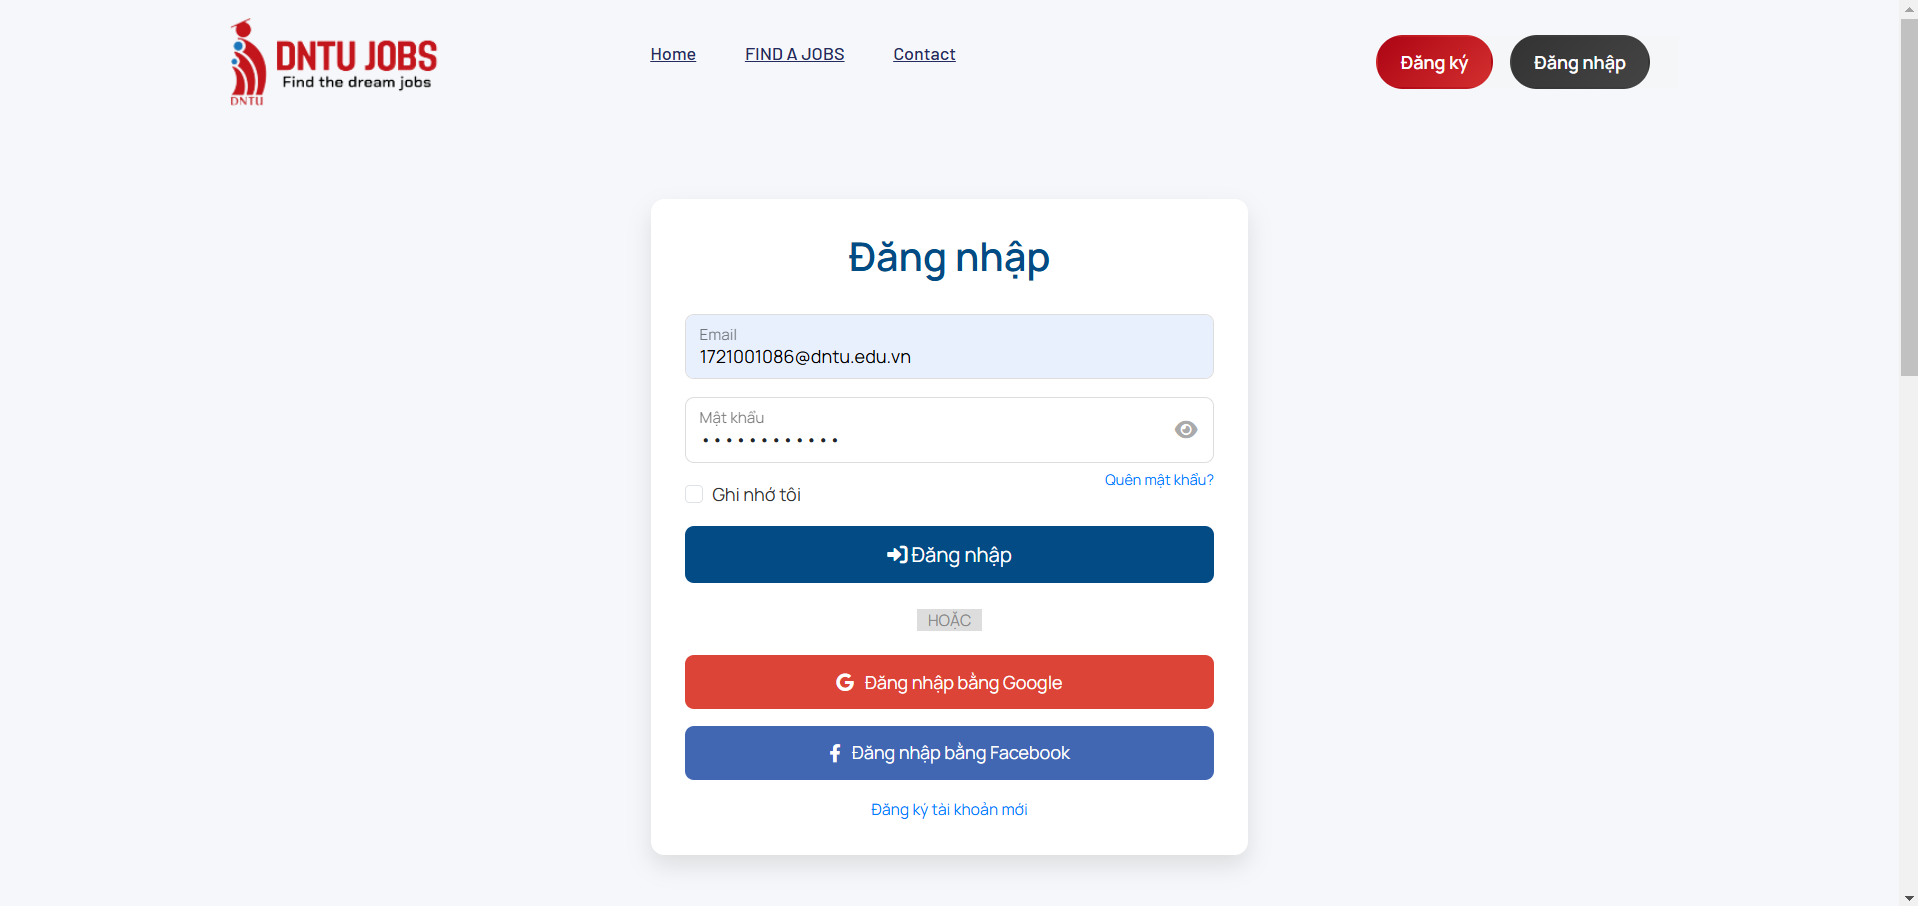 DNTU JOBS
Find the dream jobs
DNTU
Home
FIND A JOBS
Contact
Đăng ký
Đăng nhập
Đăng nhập
Email
1721001086@dntu.edu.vn
Mật khẩu
••••••••••••
Quên mật khẩu?
Ghi nhớ tôi
Đăng nhập
HOẶC
Đăng nhập bằng Google
Đăng nhập bằng Facebook
Đăng ký tài khoản mới